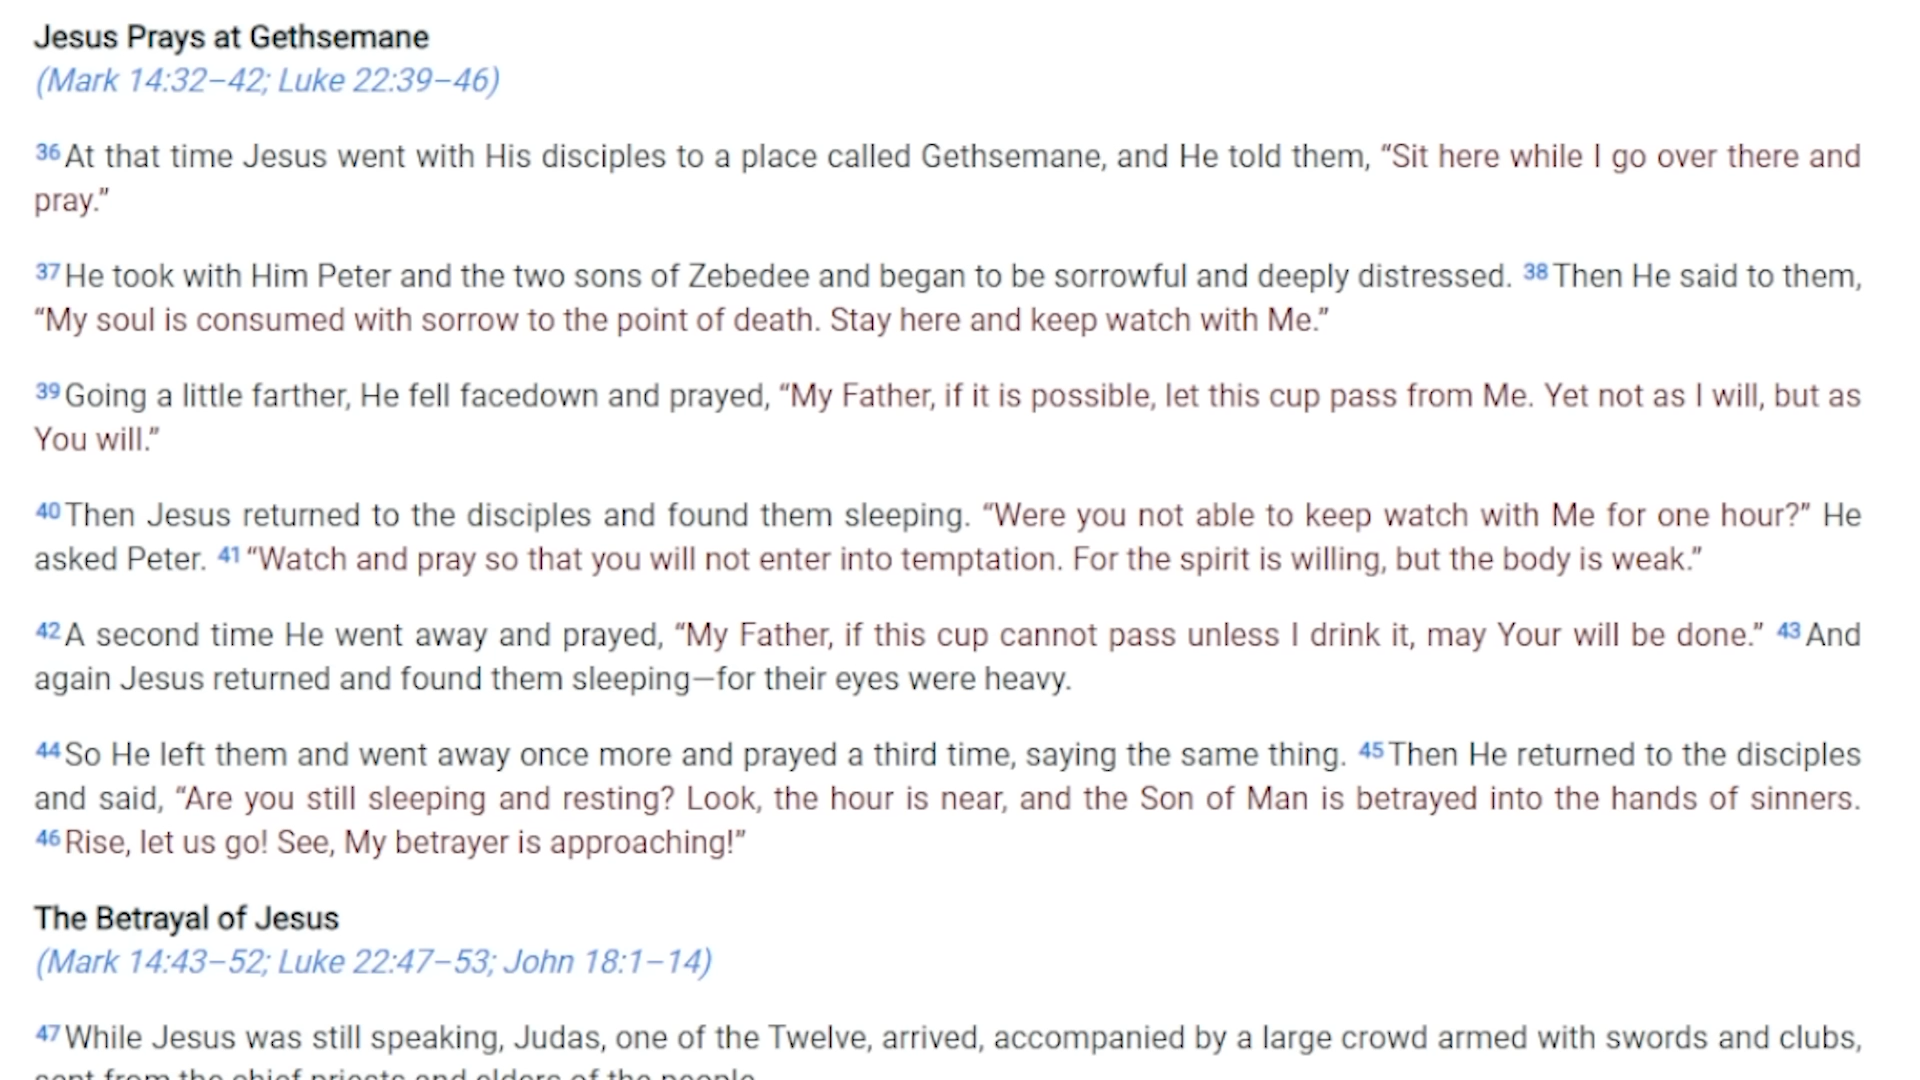 Jesus Prays at Gethsemane
(Mark 14:32–42; Luke 22:39–46)
36 At that time Jesus went with His disciples to a place called Gethsemane, and He told them, “Sit here while I go over there and
pray.”
37 He took with Him Peter and the two sons of Zebedee and began to be sorrowful and deeply distressed. 38 Then He said to them,
“My soul is consumed with sorrow to the point of death. Stay here and keep watch with Me.”
39 Going a little farther, He fell facedown and prayed, “My Father, if it is possible, let this cup pass from Me. Yet not as I will, but as
You will.”
40 Then Jesus returned to the disciples and found them sleeping. “Were you not able to keep watch with Me for one hour?” He
asked Peter. 41 “Watch and pray so that you will not enter into temptation. For the spirit is willing, but the body is weak.”
42 A second time He went away and prayed, “My Father, if this cup cannot pass unless I drink it, may Your will be done.” 43 And
again Jesus returned and found them sleeping—for their eyes were heavy.
44 So He left them and went away once more and prayed a third time, saying the same thing. 45 Then He returned to the disciples
and said, “Are you still sleeping and resting? Look, the hour is near, and the Son of Man is betrayed into the hands of sinners.
46 Rise, let us go! See, My betrayer is approaching!”
The Betrayal of Jesus
(Mark 14:43–52; Luke 22:47–53; John 18:1–14)
47 While Jesus was still speaking, Judas, one of the Twelve, arrived, accompanied by a large crowd armed with swords and clubs,
sent from the chief priests and elders of the people